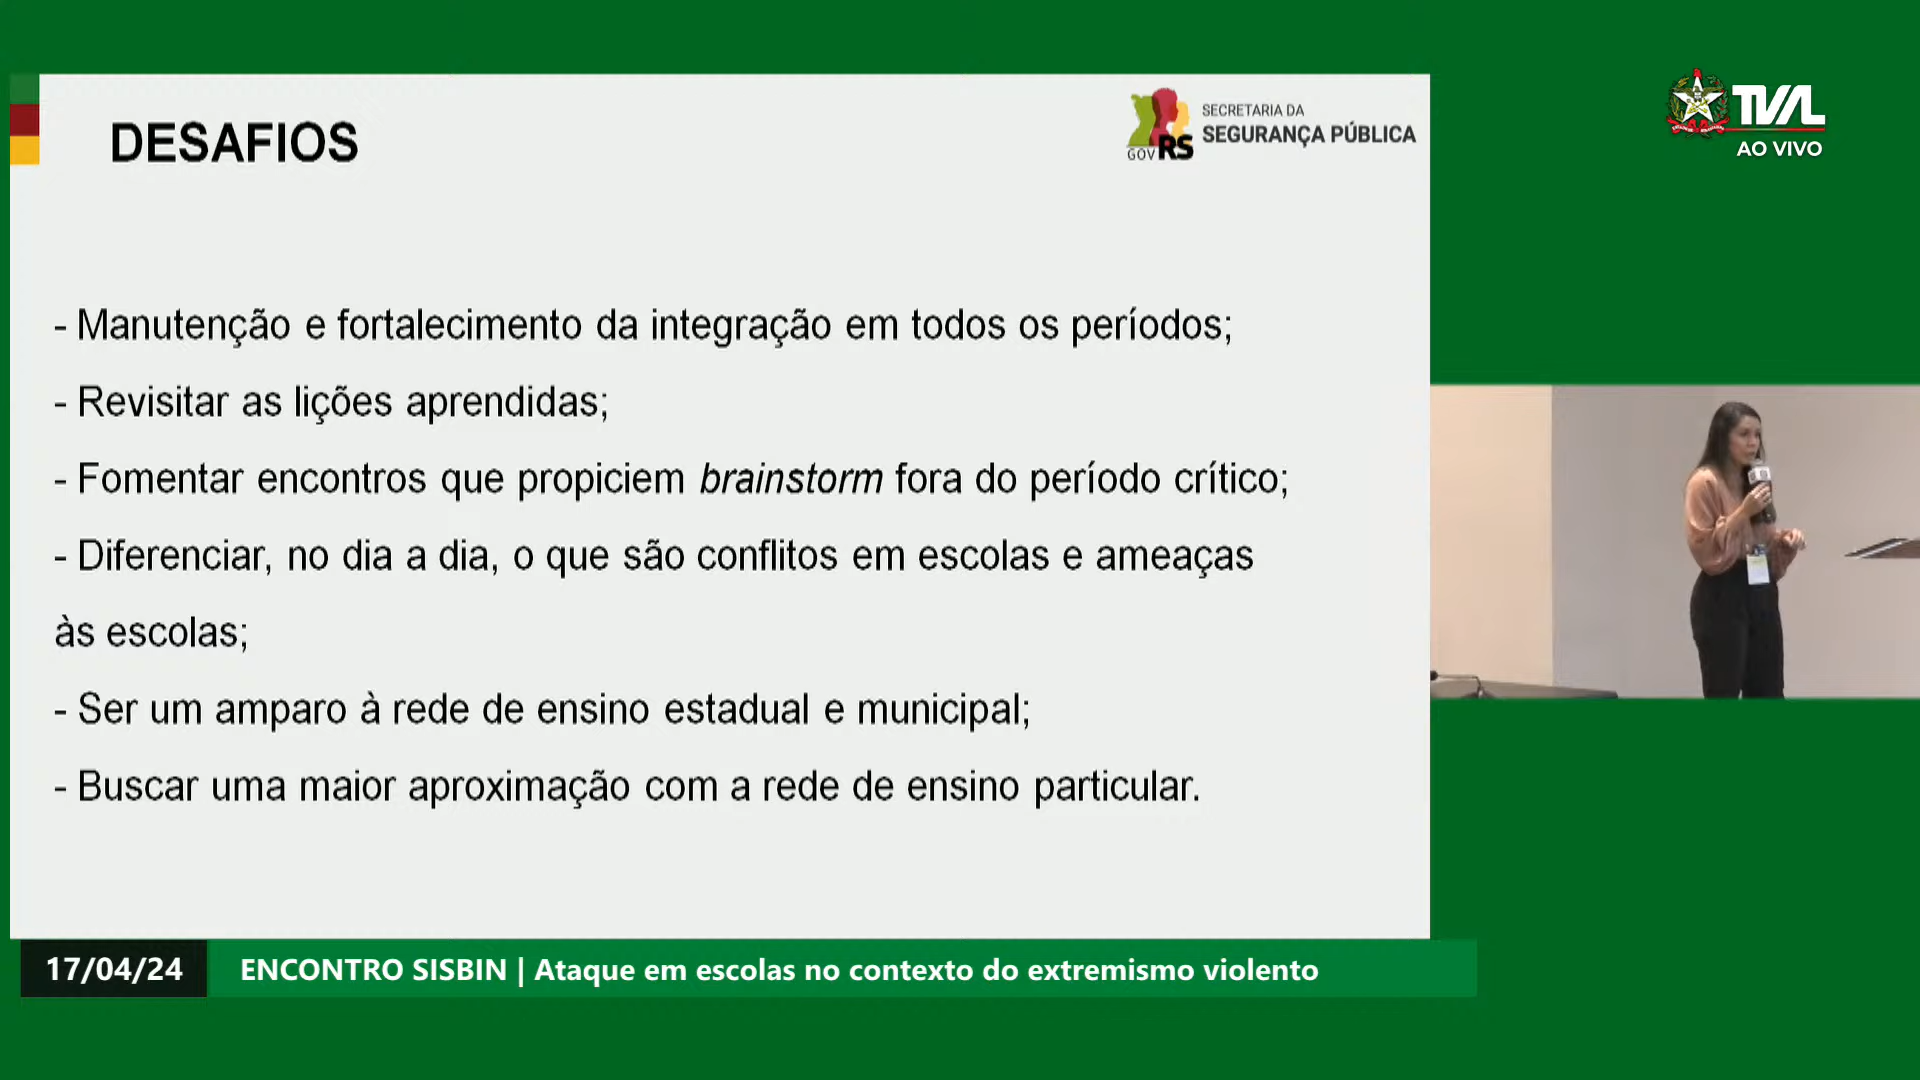 DESAFIOS
GOV RS
SECRETARIA DA
SEGURANÇA PÚBLICA
TVAL
AO VIVO
- Manutenção e fortalecimento da integração em todos os períodos;
- Revisitar as lições aprendidas;
- Fomentar encontros que propiciem brainstorm fora do período crítico;
- Diferenciar, no dia a dia, o que são conflitos em escolas e ameaças
às escolas;
- Ser um amparo à rede de ensino estadual e municipal;
- Buscar uma maior aproximação com a rede de ensino particular.
17/04/24
ENCONTRO SISBIN | Ataque em escolas no contexto do extremismo violento